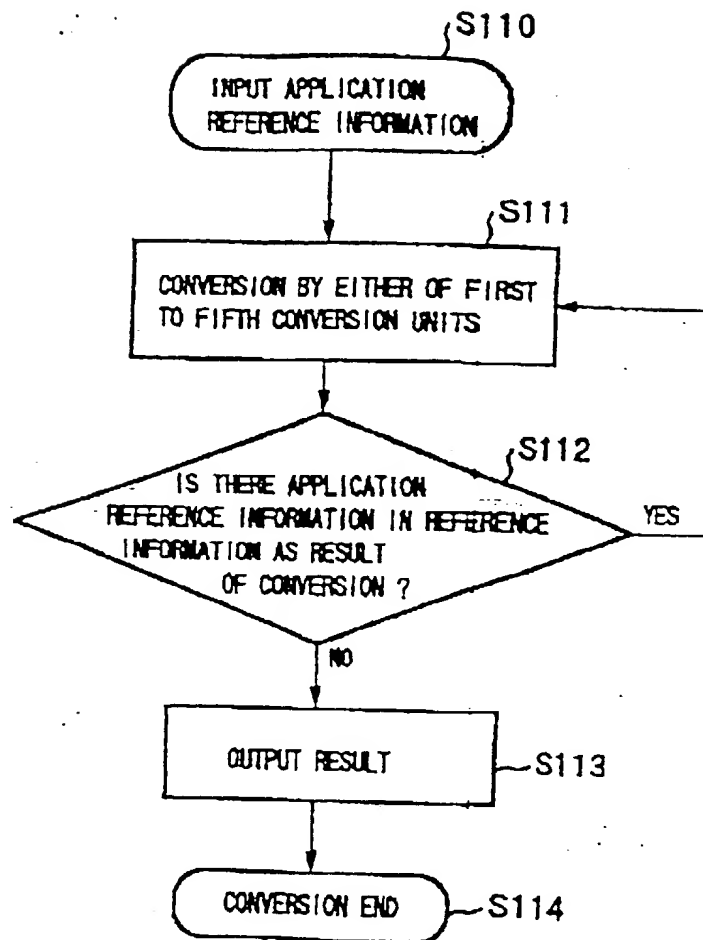 S110
INPUT APPLICATION
REFERENCE INFORMATION
S111
CONVERSION BY EITHER OF FIRST
TO FIFTH CONVERSION UNITS
S112
IS THERE APPLICATION
REFERENCE INFORMATION IN REFERENCE
INFORMATION AS RESULT
OF CONVERSION ?
YES
NO
OUTPUT RESULT
S113
CONVERSION END
S114